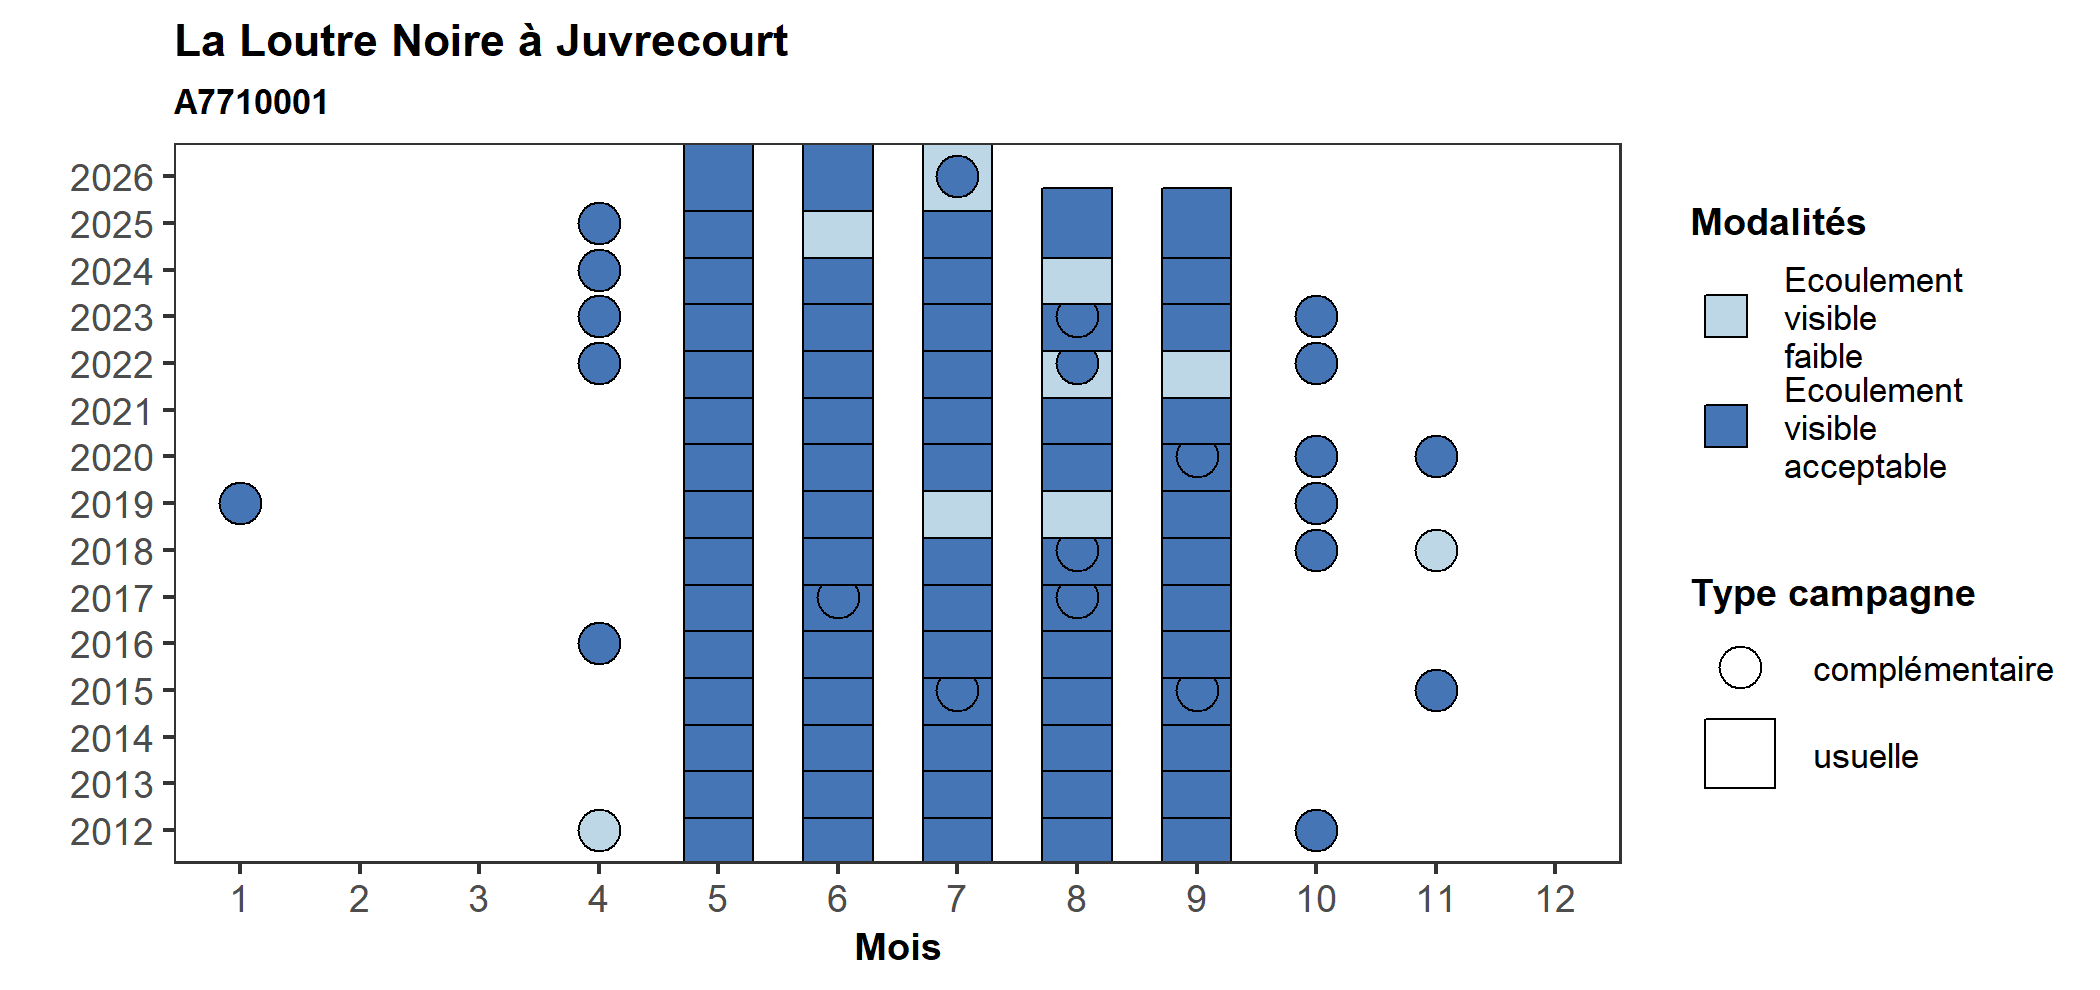 La Loutre Noire à Juvrecourt
A7710001
2026
2025
2024
2023
2022
2021
2020
2019
2018
2017
2016
2015
2014
2013
2012
1 2 3 4 5 6 7 8 9 10 11 12
Mois
Modalités
Ecoulement
visible
faible
Ecoulement
visible
acceptable
Type campagne
complémentaire
usuelle